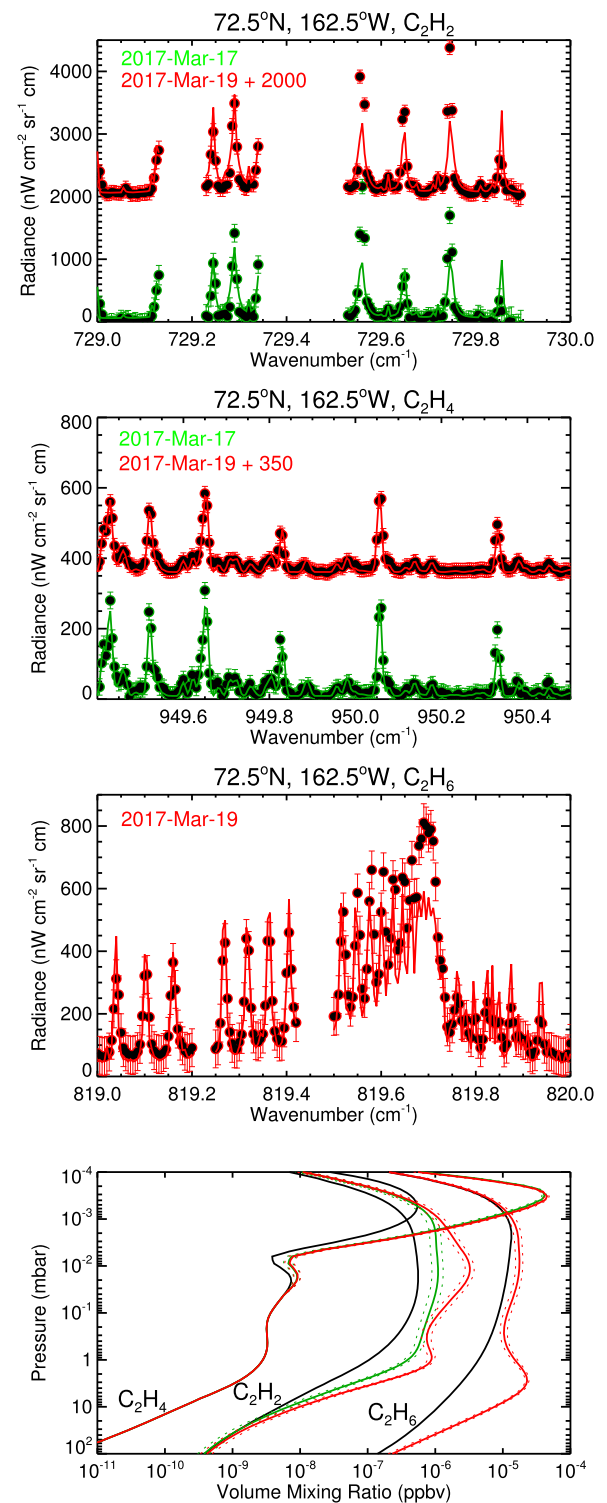 72.5°N, 162.5°W, C₂H₂
2017-Mar-17
2017-Mar-19 + 2000
4000
3000
2000
1000
0
Radiance (nW cm⁻² sr⁻¹ cm)
729.0 729.2 729.4 729.6 729.8 730.0
Wavenumber (cm⁻¹)
72.5°N, 162.5°W, C₂H₄
2017-Mar-17
2017-Mar-19 + 350
800
600
400
200
0
Radiance (nW cm⁻² sr⁻¹ cm)
949.6 949.8 950.0 950.2 950.4
Wavenumber (cm⁻¹)
72.5°N, 162.5°W, C₂H₆
2017-Mar-19
800
600
400
200
0
Radiance (nW cm⁻² sr⁻¹ cm)
819.0 819.2 819.4 819.6 819.8 820.0
Wavenumber (cm⁻¹)
10⁻⁴
10⁻³
10⁻²
10⁻¹
1
10
10²
Pressure (mbar)
C₂H₄
C₂H₂
C₂H₆
10⁻¹¹ 10⁻¹⁰ 10⁻⁹ 10⁻⁸ 10⁻⁷ 10⁻⁶ 10⁻⁵ 10⁻⁴
Volume Mixing Ratio (ppbv)